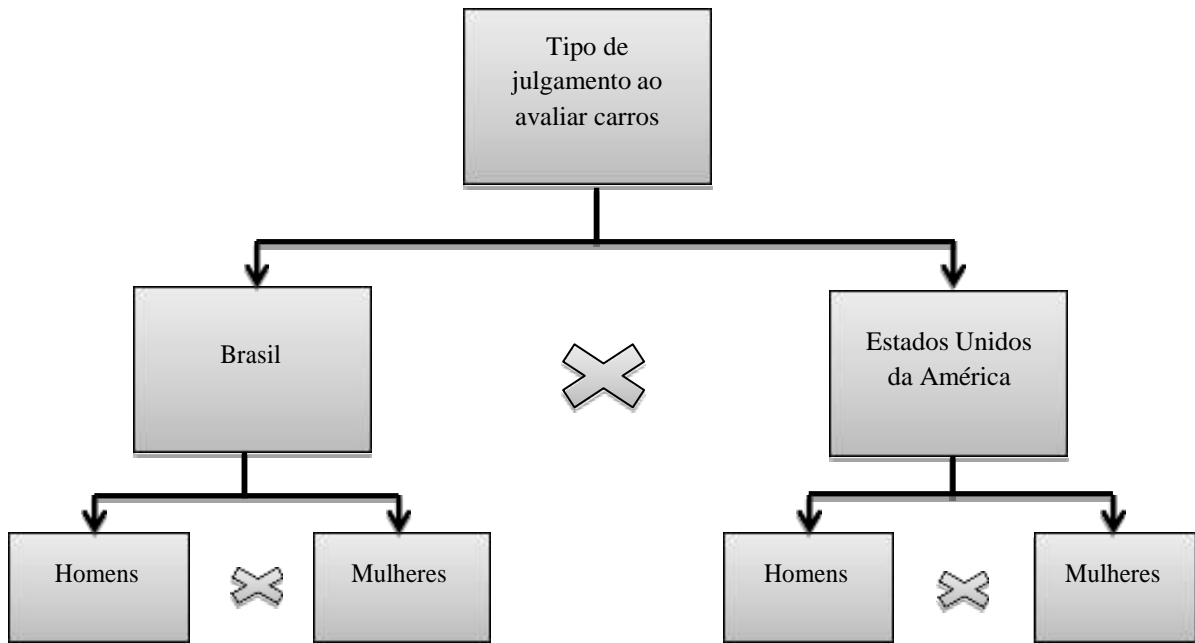 Tipo de
julgamento ao
avaliar carros
Brasil
Estados Unidos
da América
Homens
Mulheres
Homens
Mulheres